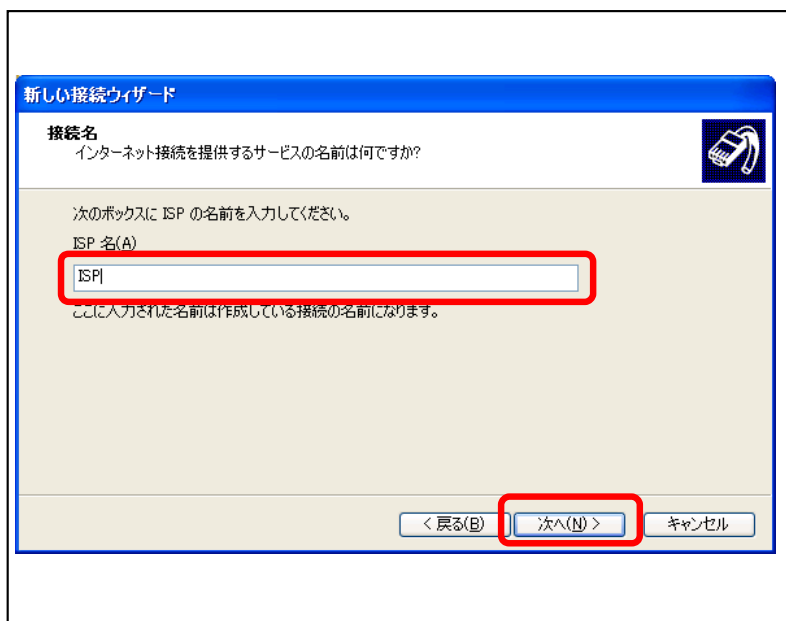 新しい接続ウィザード
接続名
インターネット接続を提供するサービスの名前は何ですか?
次のボックスに ISP の名前を入力してください。
ISP 名(A)
ISP
ここに入力された名前は作成している接続の名前になります。
< 戻る(B) 次へ(N) > キャンセル